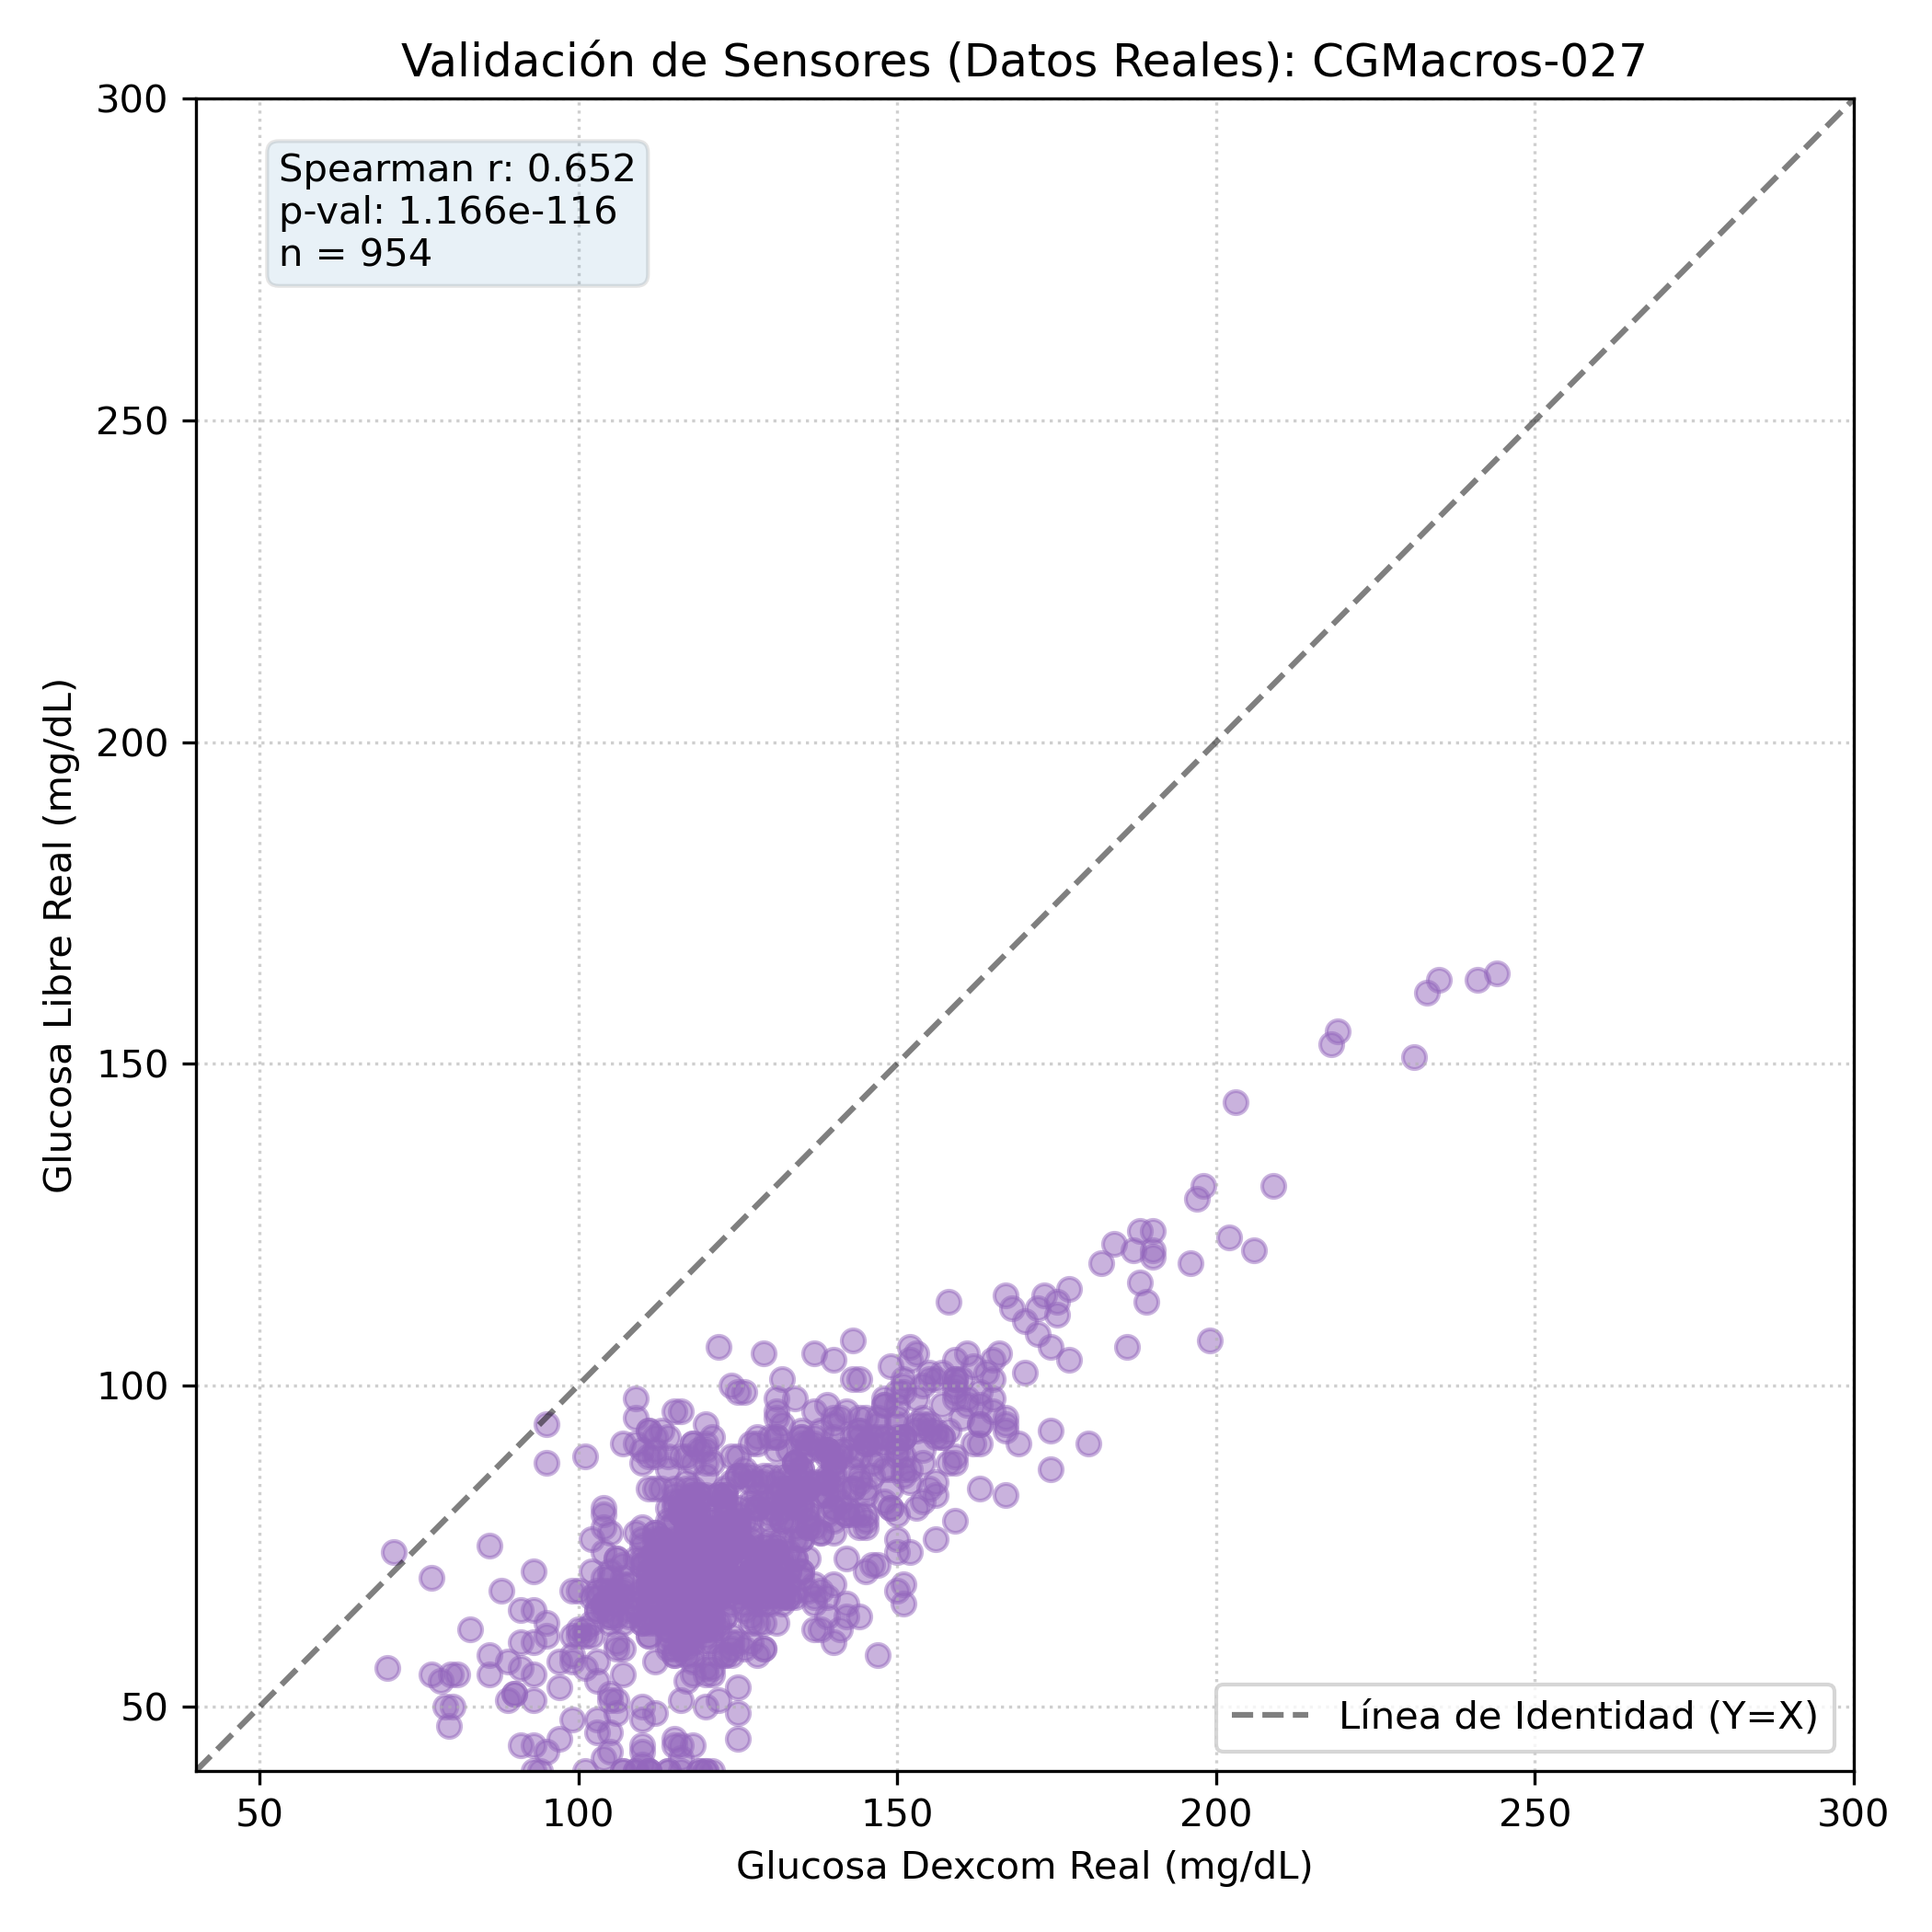 Validación de Sensores (Datos Reales): CGMacros-027
300
250
200
150
100
50
Glucosa Libre Real (mg/dL)
Spearman r: 0.652
p-val: 1.166e-116
n = 954
Línea de Identidad (Y=X)
50
100
150
200
250
300
Glucosa Dexcom Real (mg/dL)